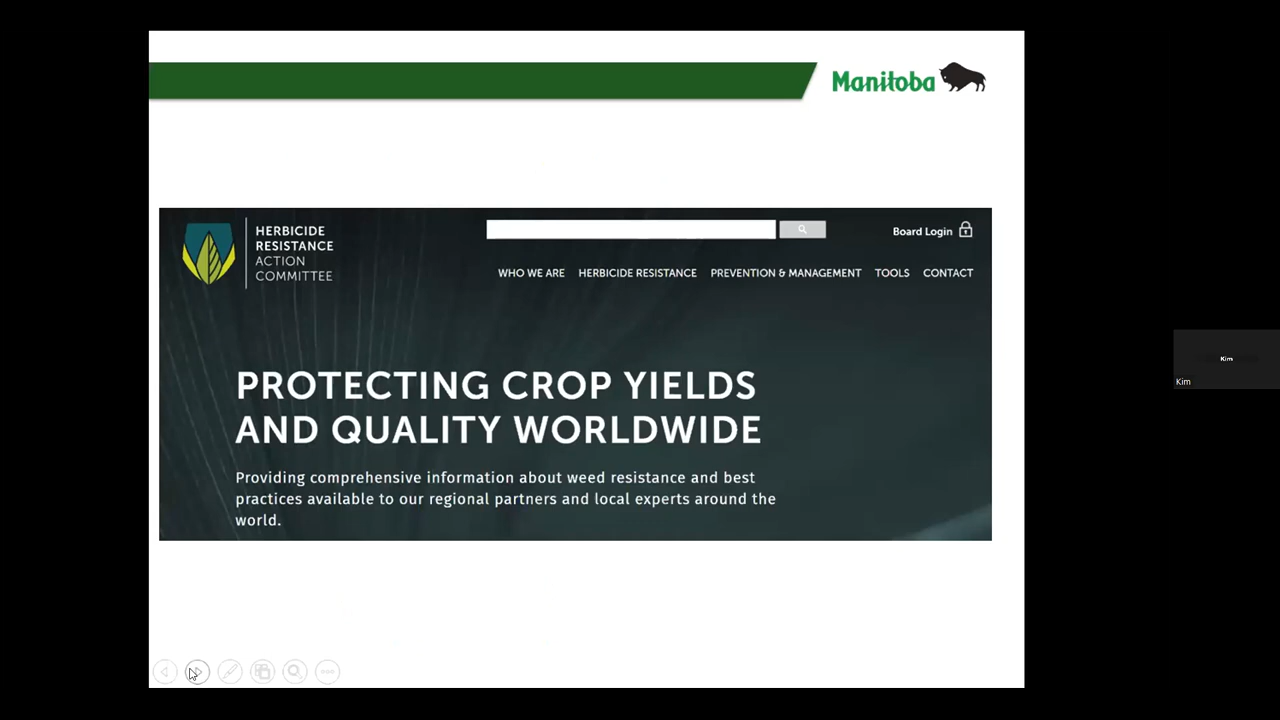 Manitoba
HERBICIDE
RESISTANCE
ACTION
COMMITTEE
Board Login
WHO WE ARE HERBICIDE RESISTANCE PREVENTION & MANAGEMENT TOOLS CONTACT
PROTECTING CROP YIELDS
AND QUALITY WORLDWIDE
Providing comprehensive information about weed resistance and best
practices available to our regional partners and local experts around the
world.
Kim
Kim